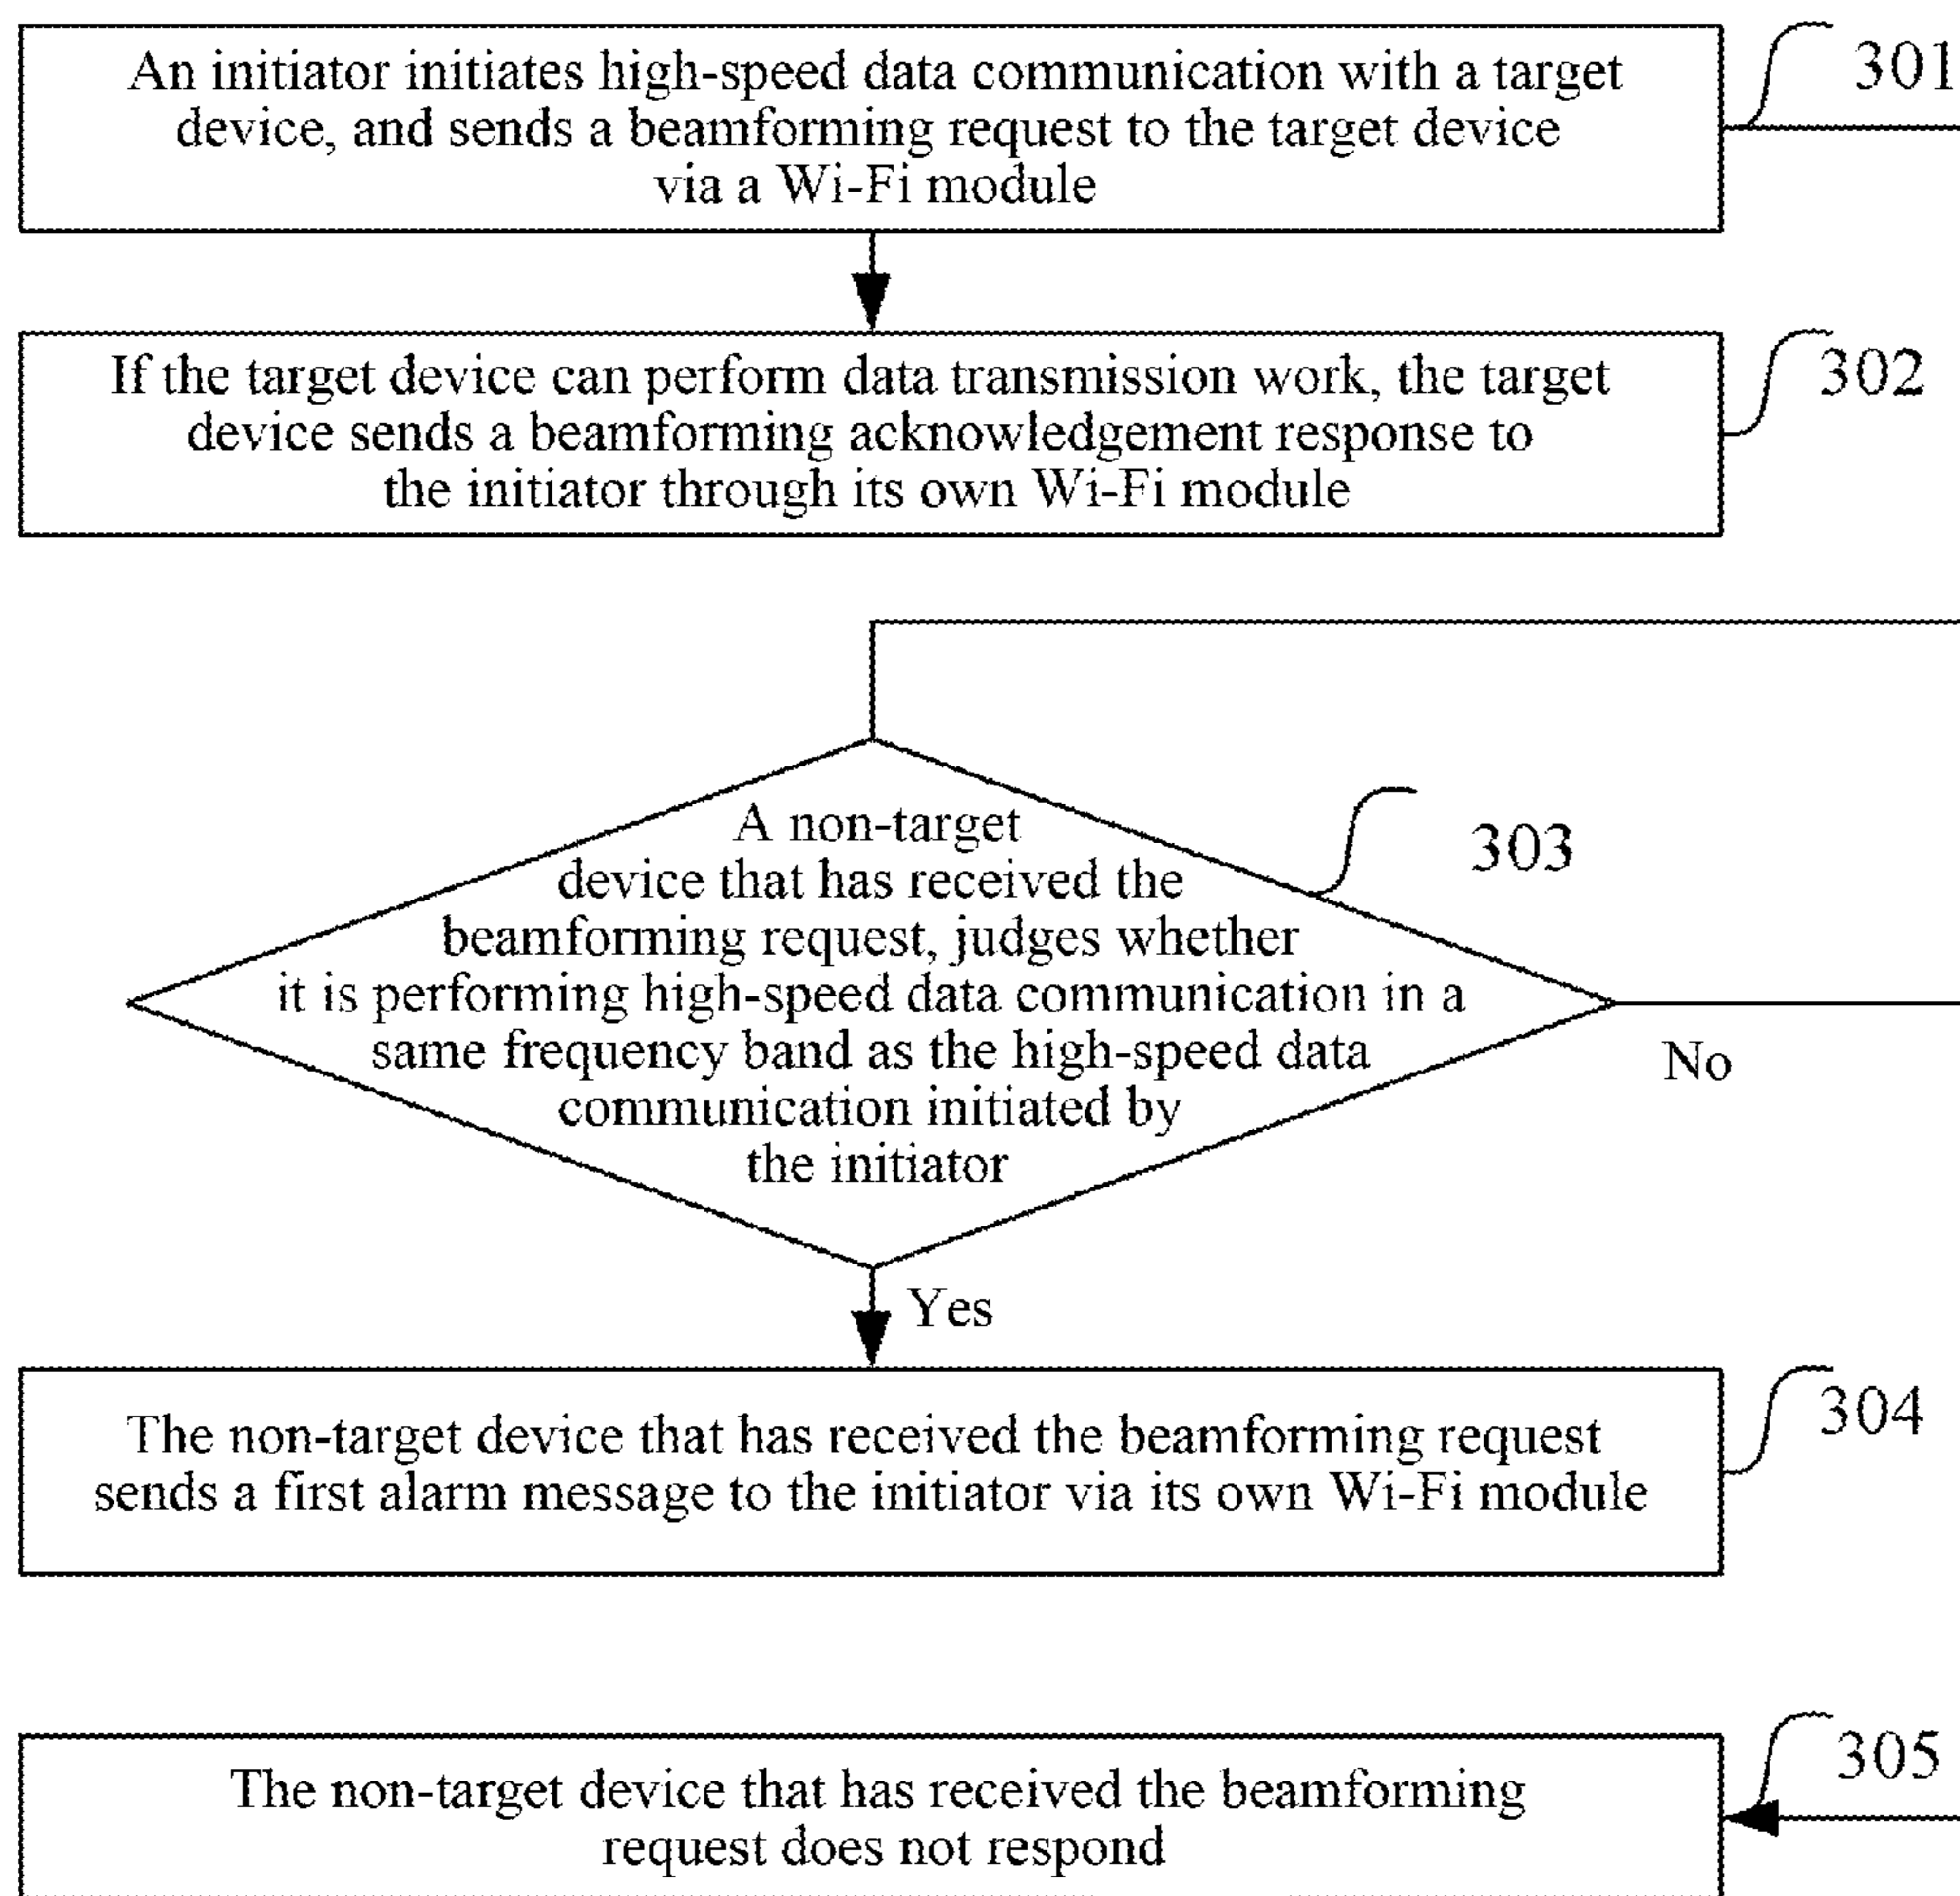 An initiator initiates high-speed data communication with a target
device, and sends a beamforming request to the target device
via a Wi-Fi module
301
If the target device can perform data transmission work, the target
device sends a beamforming acknowledgement response to
the initiator through its own Wi-Fi module
302
A non-target
device that has received the
beamforming request, judges whether
it is performing high-speed data communication in a
same frequency band as the high-speed data
communication initiated by
the initiator
303
No
Yes
The non-target device that has received the beamforming request
sends a first alarm message to the initiator via its own Wi-Fi module
304
The non-target device that has received the beamforming
request does not respond
305